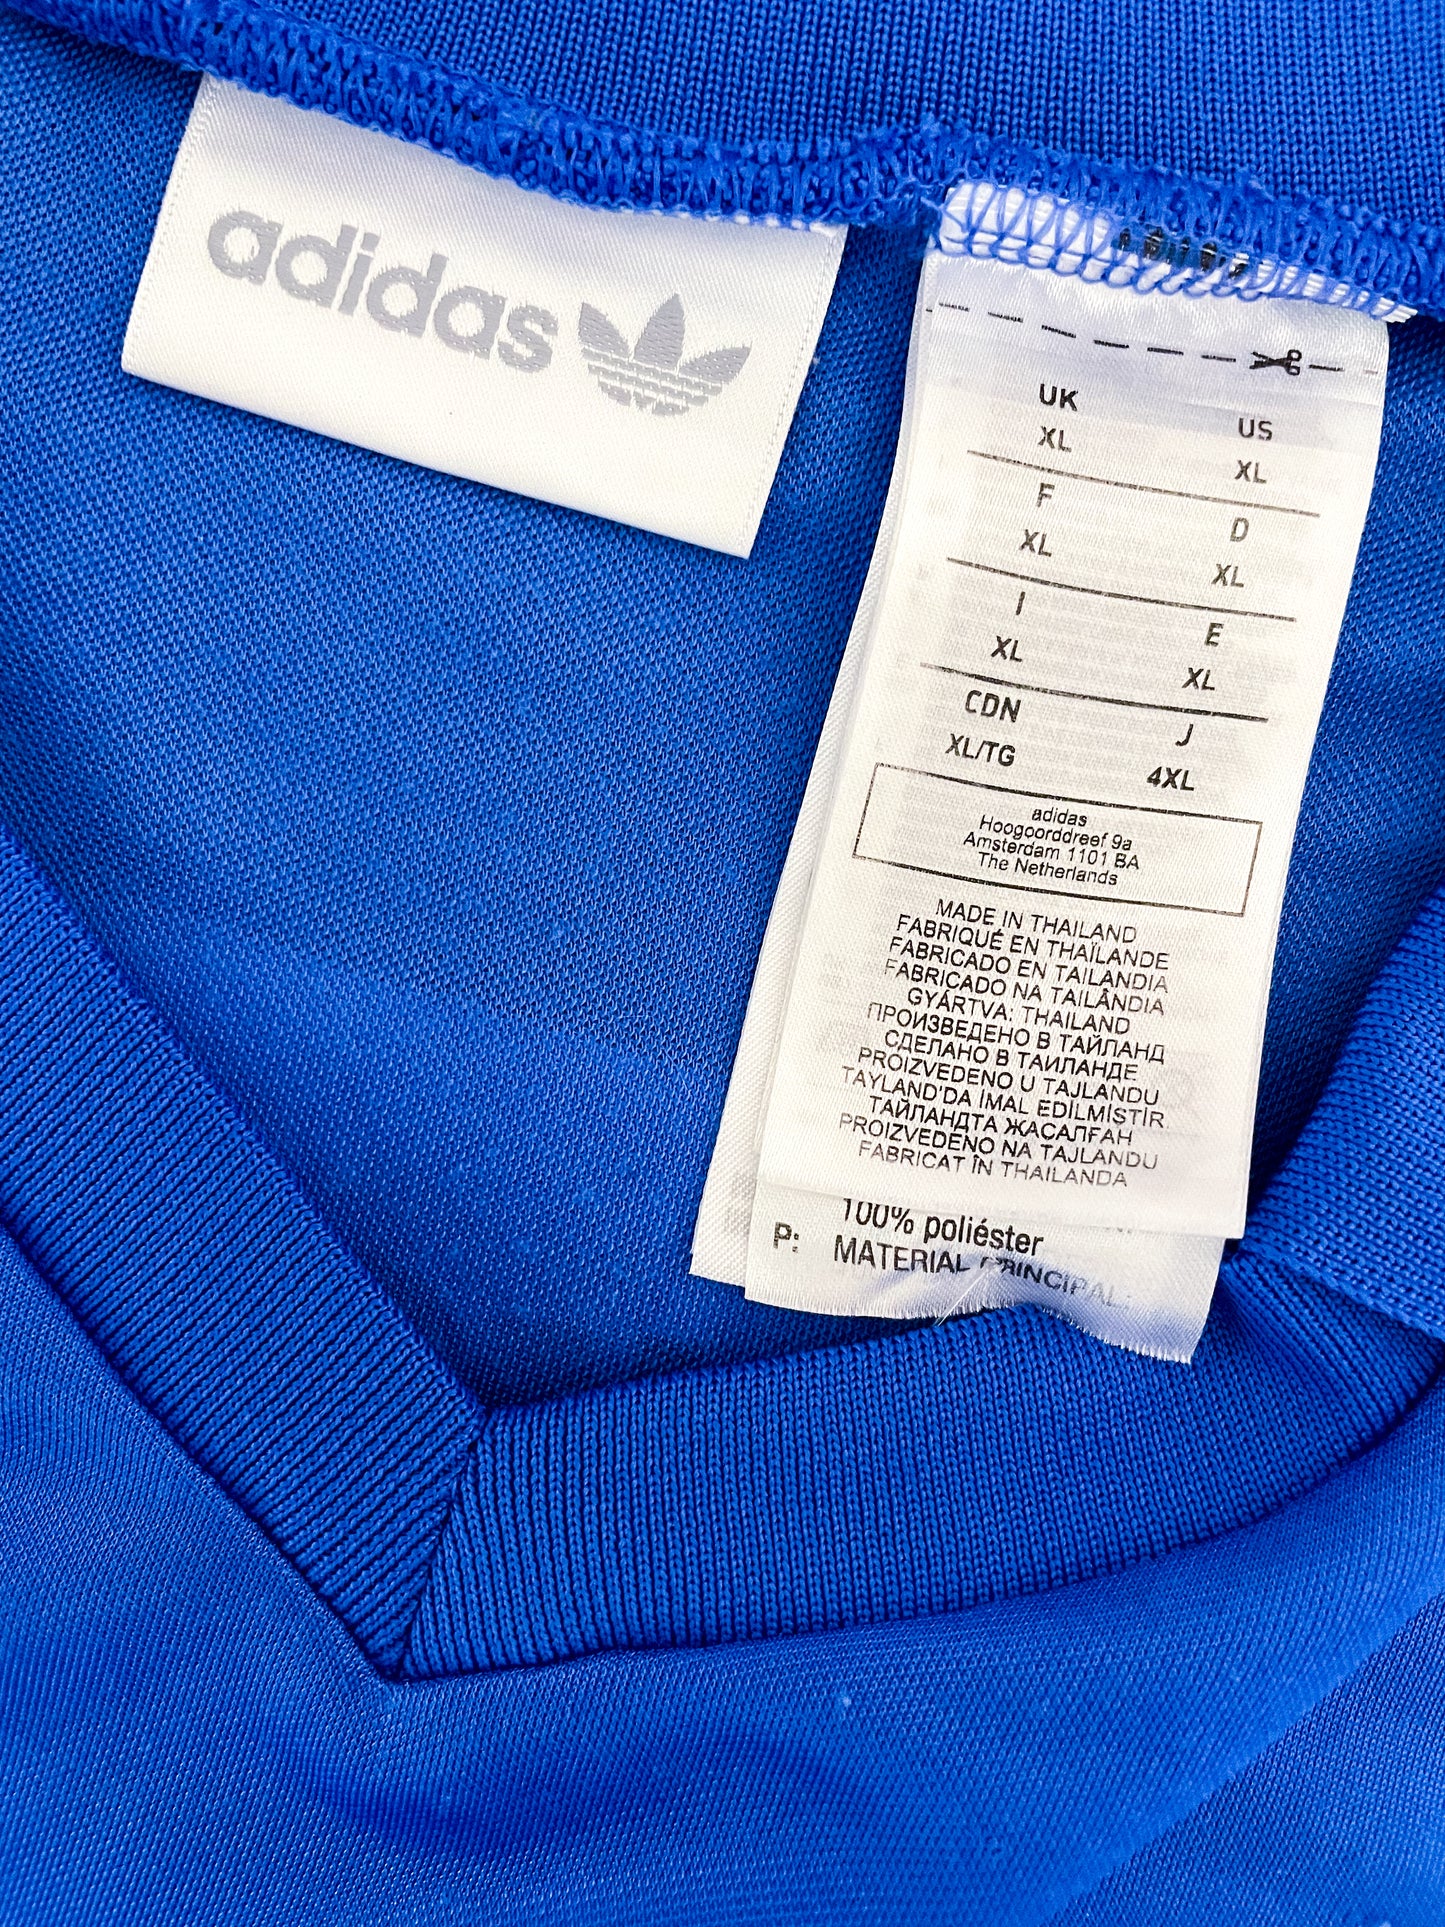 adidas
UK US
XL XL
F D
XL XL
I E
XL XL
CDN J
XL/TG 4XL
adidas
Hoogoorddreef 9a
Amsterdam 1101 BA
The Netherlands
MADE IN THAILAND
FABRIQUÉ EN THAÏLANDE
FABRICADO EN TAILANDIA
FABRICADO NA TAILÂNDIA
GYÁRTVA: THAILAND
ПРОИЗВЕДЕНО В ТАЙЛАНД
СДЕЛАНО В ТАИЛАНДЕ
PROIZVEDENO U TAJLANDU
TAYLAND'DA İMAL EDİLMİŞTİR
ТАЙЛАНДТА ЖАСАЛҒАН
PROIZVEDENO NA TAJLANDU
FABRICAT ÎN THAILANDA
100% poliéster
P: MATERIAL PRINCIPAL: